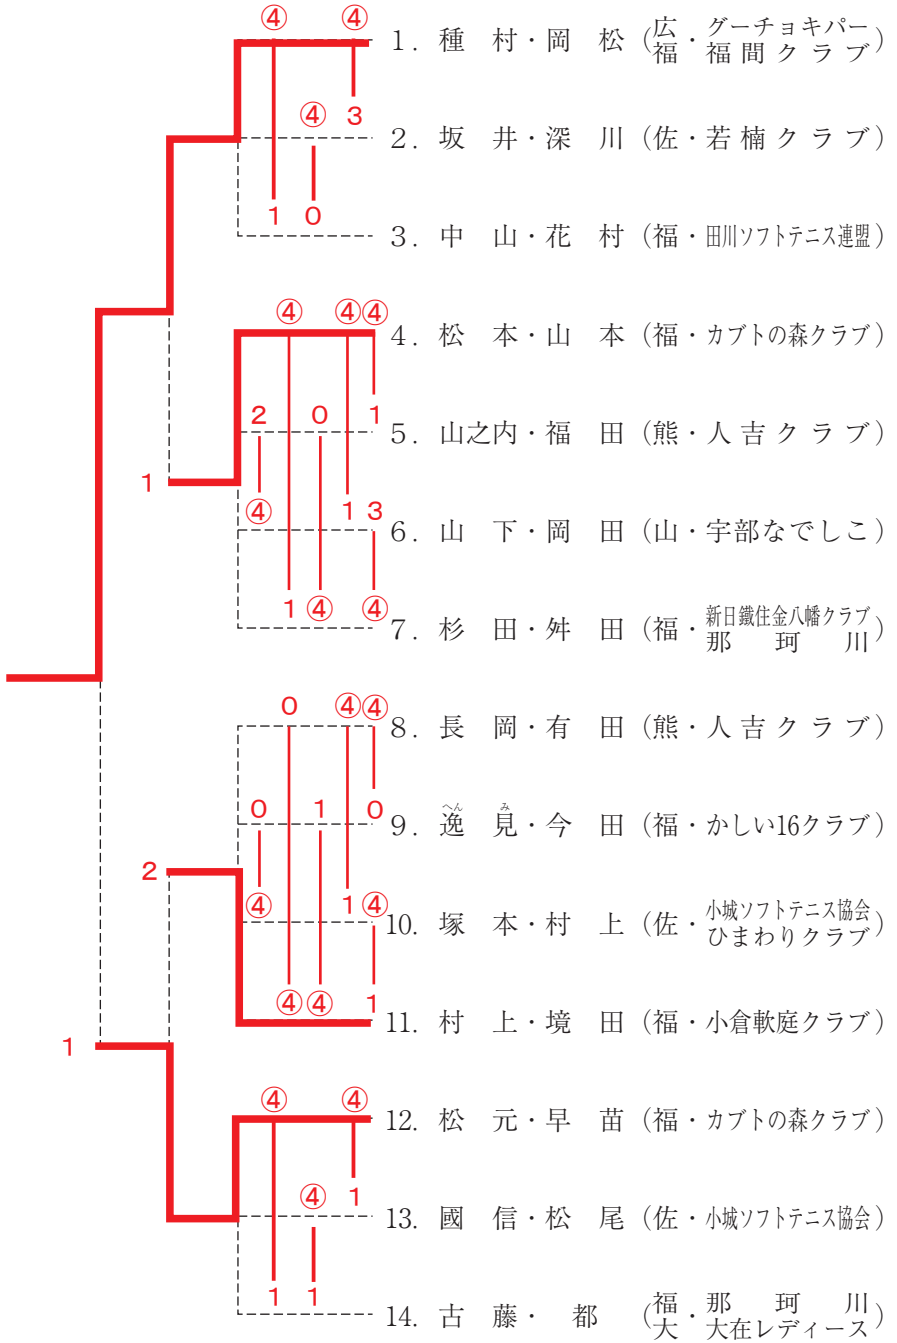 ④ ④
1. 種村・岡松 (広・グーチョキパー 福・福間クラブ)
④ 3
2. 坂井・深川 (佐・若楠クラブ)
1 0
3. 中山・花村 (福・田川ソフトテニス連盟)
④ ④④
4. 松本・山本 (福・カブトの森クラブ)
2 0 1
5. 山之内・福田 (熊・人吉クラブ)
1
④ 1 3
6. 山下・岡田 (山・宇部なでしこ)
1 ④ ④
7. 杉田・舛田 (福・新日鐵住金八幡クラブ 那珂川)
0 ④④
8. 長岡・有田 (熊・人吉クラブ)
0 1 0
へん み
9. 逸見・今田 (福・かしい16クラブ)
2
④ 1 ④
10. 塚本・村上 (佐・小城ソフトテニス協会 ひまわりクラブ)
④ ④ 1
11. 村上・境田 (福・小倉軟庭クラブ)
1
④ ④
12. 松元・早苗 (福・カブトの森クラブ)
④ 1
13. 國信・松尾 (佐・小城ソフトテニス協会)
1 1
14. 古藤・都 (福・那珂川 大・大在レディース)